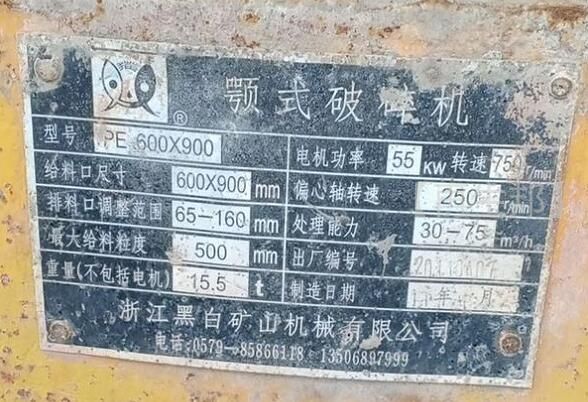 ®
颚式破碎机
型号 PE 600X900
电机功率 55 KW 转速 750 r/min
给料口尺寸 600X900 mm
偏心轴转速 250 r/min
排料口调整范围 65-160 mm
处理能力 30-75 m³/h
最大给料粒度 500 mm
出厂编号
重量(不包括电机) 15.5 t
制造日期 年 月
浙江黑白矿山机械有限公司
电话:0579-85866118 13506897999